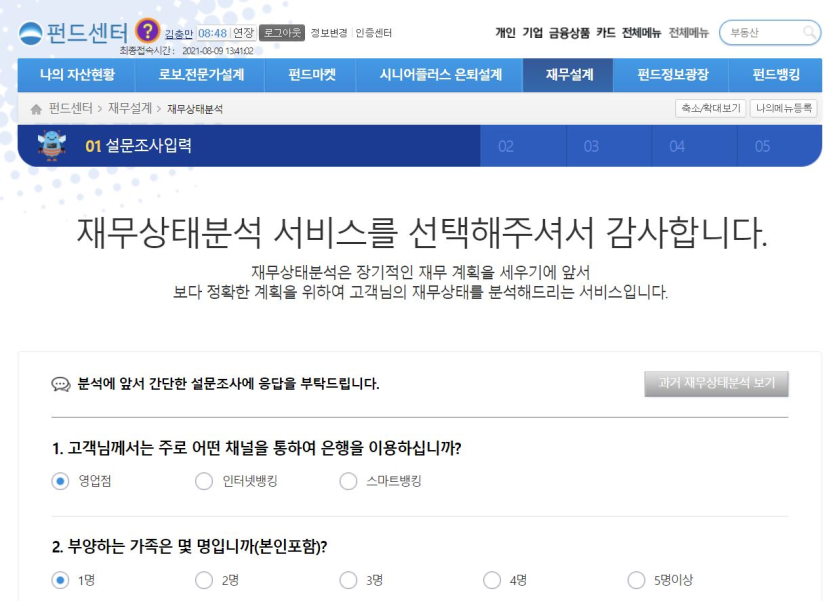 펀드센터 ? 김충만 08:48 연장 로그아웃 정보변경 인증센터 개인 기업 금융상품 카드 전체메뉴 전체메뉴 부동산
최종접속시간 : 2021-08-09 13:41:02
나의 자산현황 로보.전문가설계 펀드마켓 시니어플러스 은퇴설계 재무설계 펀드정보광장 펀드뱅킹
펀드센터 > 재무설계 > 재무상태분석 축소/확대보기 나의메뉴등록
01 설문조사입력 02 03 04 05
재무상태분석 서비스를 선택해주셔서 감사합니다.
재무상태분석은 장기적인 재무 계획을 세우기에 앞서
보다 정확한 계획을 위하여 고객님의 재무상태를 분석해드리는 서비스입니다.
분석에 앞서 간단한 설문조사에 응답을 부탁드립니다. 과거 재무상태분석 보기
1. 고객님께서는 주로 어떤 채널을 통하여 은행을 이용하십니까?
영업점 인터넷뱅킹 스마트뱅킹
2. 부양하는 가족은 몇 명입니까(본인포함)?
1명 2명 3명 4명 5명이상